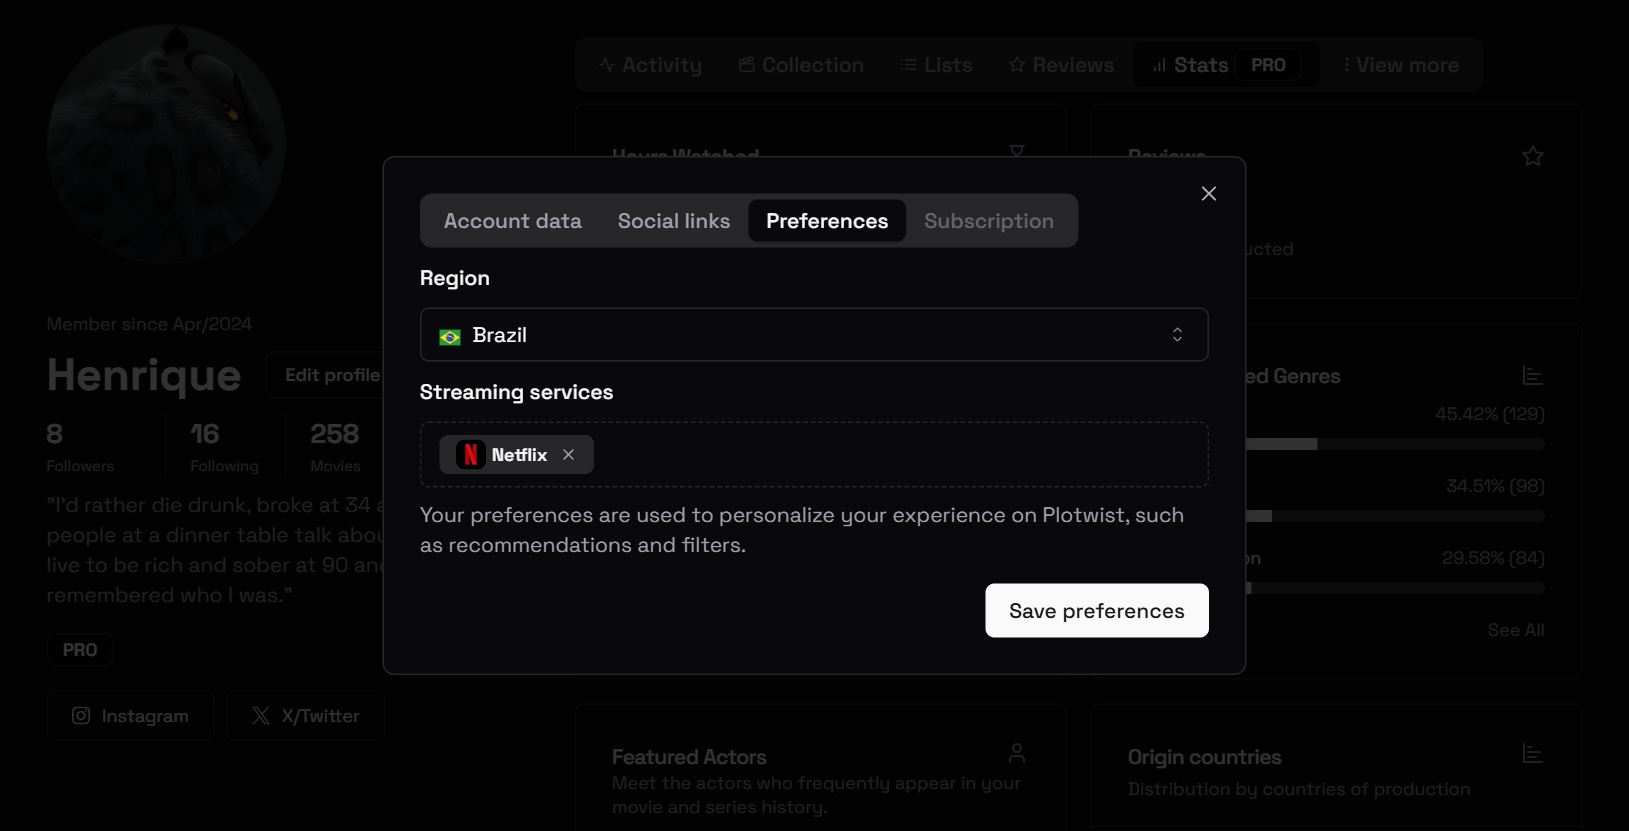 Activity
Collection
Lists
Reviews
Stats
PRO
View more
Hours Watched
Reviews
ucted
Account data
Social links
Preferences
Subscription
Region
Brazil
Streaming services
Netflix
Your preferences are used to personalize your experience on Plotwist, such
as recommendations and filters.
Save preferences
Member since Apr/2024
Henrique
Edit profile
8
16
258
Followers
Following
Movies
"I'd rather die drunk, broke at 34 a
people at a dinner table talk abou
live to be rich and sober at 90 and
remembered who I was."
PRO
Instagram
X/Twitter
ed Genres
45.42% (129)
34.51% (98)
on
29.58% (84)
See All
Featured Actors
Meet the actors who frequently appear in your
movie and series history.
Origin countries
Distribution by countries of production